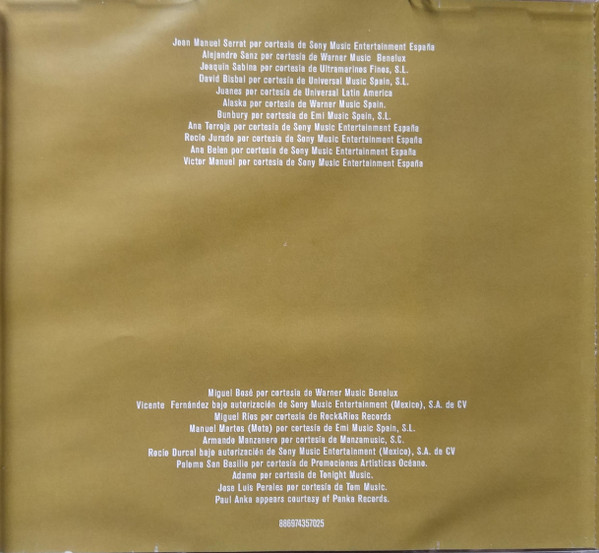 Joan Manuel Serrat por cortesía de Sony Music Entertainment España
Alejandro Sanz por cortesía de Warner Music Benelux
Joaquín Sabina por cortesía de Ultramarinos Finos, S.L.
David Bisbal por cortesía de Universal Music Spain, S.L.
Juanes por cortesía de Universal Latin America
Alaska por cortesía de Warner Music Spain.
Bunbury por cortesía de Emi Music Spain, S.L.
Ana Torroja por cortesía de Sony Music Entertainment España
Rocío Jurado por cortesía de Sony Music Entertainment España
Ana Belen por cortesía de Sony Music Entertainment España
Víctor Manuel por cortesía de Sony Music Entertainment España
Miguel Bosé por cortesía de Warner Music Benelux
Vicente Fernández bajo autorización de Sony Music Entertainment (Mexico), S.A. de CV
Miguel Ríos por cortesía de Rock&Ríos Records
Manuel Martos (Mota) por cortesía de Emi Music Spain, S.L.
Armando Manzanero por cortesía de Manzamusic, S.C.
Rocío Durcal bajo autorización de Sony Music Entertainment (Mexico), S.A. de CV
Paloma San Basilio por cortesía de Promociones Artísticas Océano.
Adamo por cortesía de Tonight Music.
Jose Luis Perales por cortesía de Tom Music.
Paul Anka appears courtesy of Panka Records.
886974357025